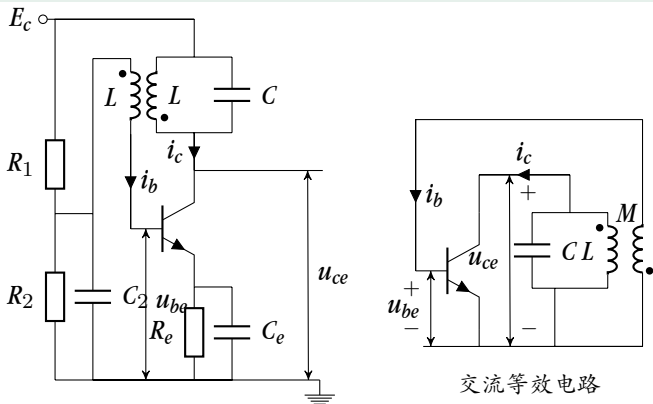 E_c
L
L
C
i_c
R_1
i_b
R_2
C_2
u_be
R_e
C_e
u_ce
i_c
+
i_b
M
C
L
u_ce
+
u_be
−
−
交流等效电路